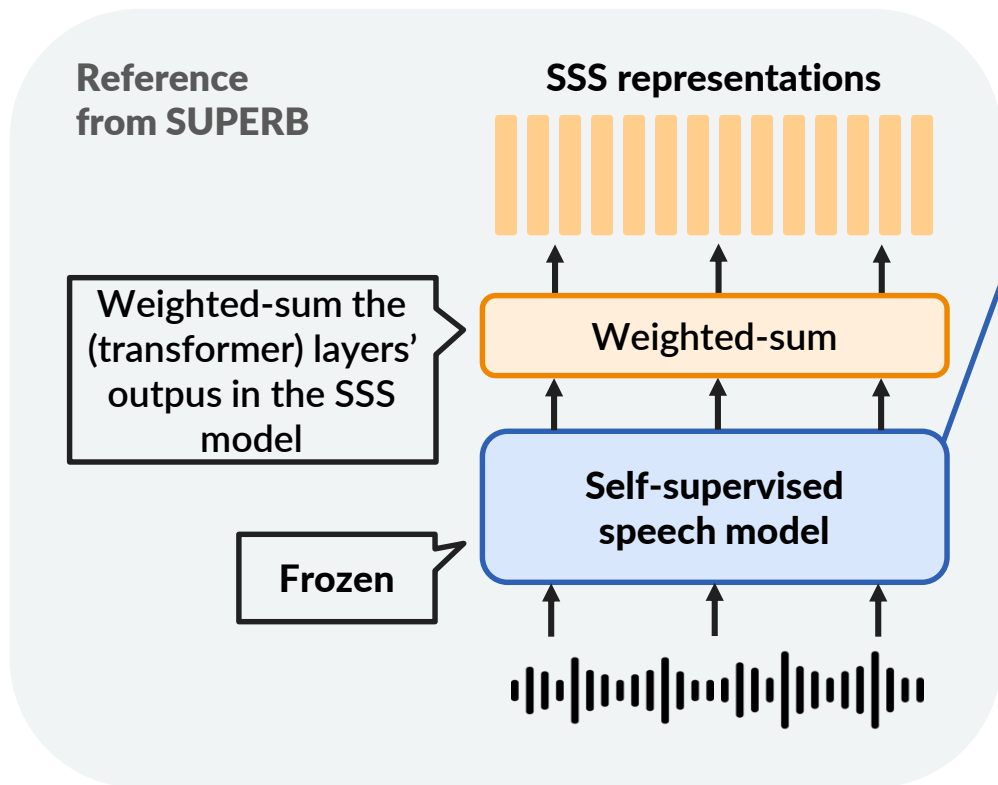 Reference
from SUPERB
SSS representations
Weighted-sum the
(transformer) layers’
outpus in the SSS
model
Weighted-sum
Self-supervised
speech model
Frozen